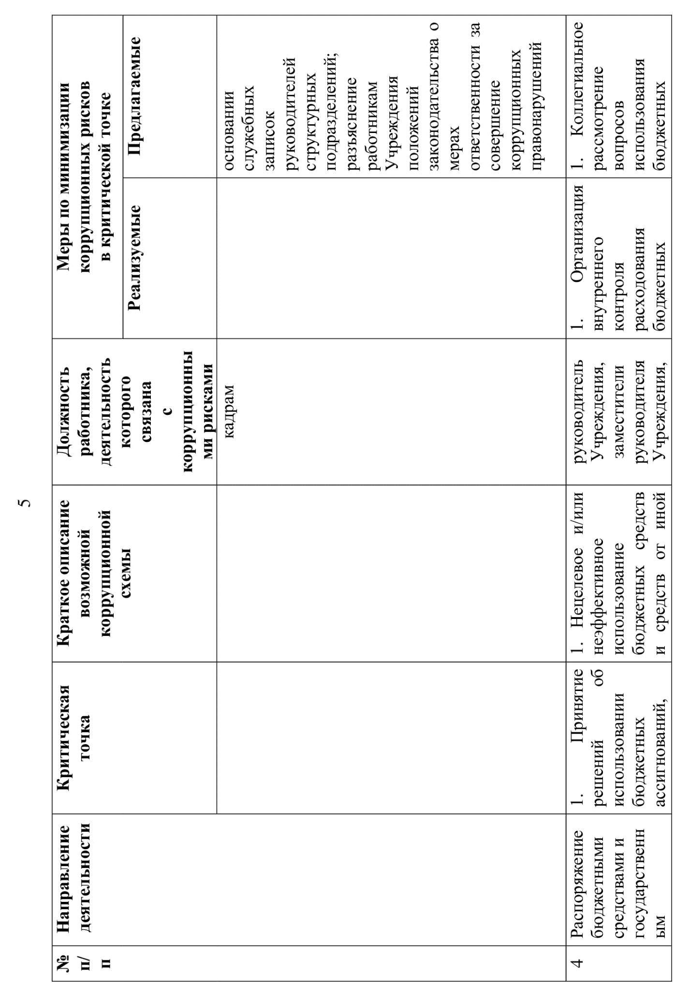 5
№
п/
п
Направление
деятельности
Критическая
точка
Краткое описание
возможной
коррупционной
схемы
Должность
работника,
деятельность
которого
связана
с
коррупционны
ми рисками
Меры по минимизации
коррупционных рисков
в критической точке
Реализуемые
Предлагаемые
кадрам
основании
служебных
записок
руководителей
структурных
подразделений;
разъяснение
работникам
Учреждения
положений
законодательства о
мерах
ответственности за
совершение
коррупционных
правонарушений
4
Распоряжение
бюджетными
средствами и
государственн
ым
1. Принятие
решений об
использовании
бюджетных
ассигнований,
1. Нецелевое и/или
неэффективное
использование
бюджетных средств
и средств от иной
руководитель
Учреждения,
заместители
руководителя
Учреждения,
1. Организация
внутреннего
контроля
расходования
бюджетных
1. Коллегиальное
рассмотрение
вопросов
использования
бюджетных